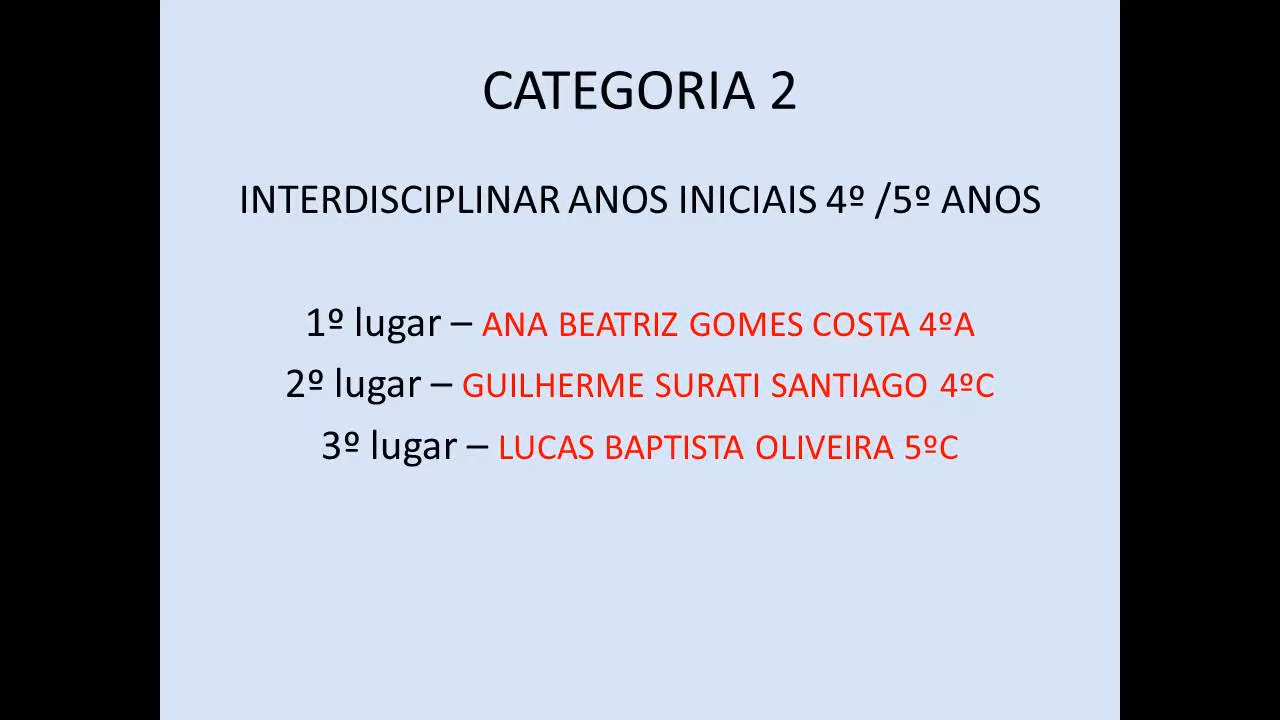 CATEGORIA 2
INTERDISCIPLINAR ANOS INICIAIS 4º /5º ANOS
1º lugar – ANA BEATRIZ GOMES COSTA 4ºA
2º lugar – GUILHERME SURATI SANTIAGO 4ºC
3º lugar – LUCAS BAPTISTA OLIVEIRA 5ºC